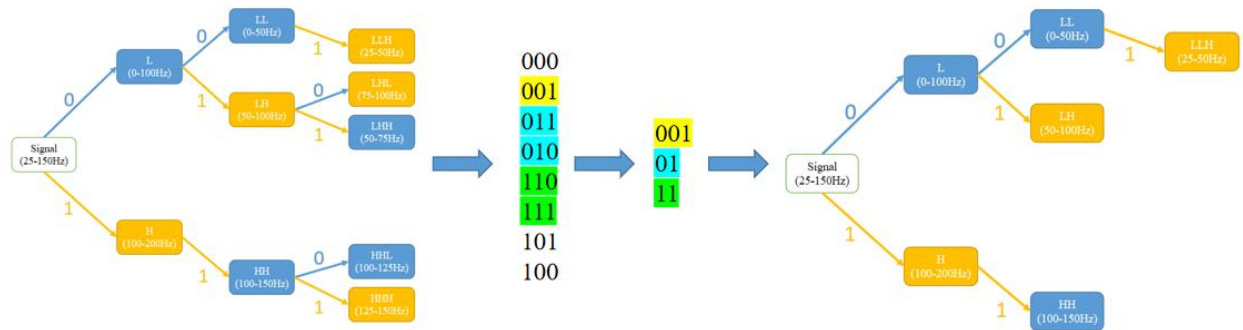 LL
(0-50Hz)
0
1
LLH
(25-50Hz)
L
(0-100Hz)
0
1
LH
(50-100Hz)
0
1
LHL
(75-100Hz)
LHH
(50-75Hz)
Signal
(25-150Hz)
1
H
(100-200Hz)
1
HH
(100-150Hz)
0
1
HHL
(100-125Hz)
HHH
(125-150Hz)
000
001
011
010
110
111
101
100
001
01
11
LL
(0-50Hz)
0
1
LLH
(25-50Hz)
L
(0-100Hz)
0
1
LH
(50-100Hz)
Signal
(25-150Hz)
1
H
(100-200Hz)
1
HH
(100-150Hz)